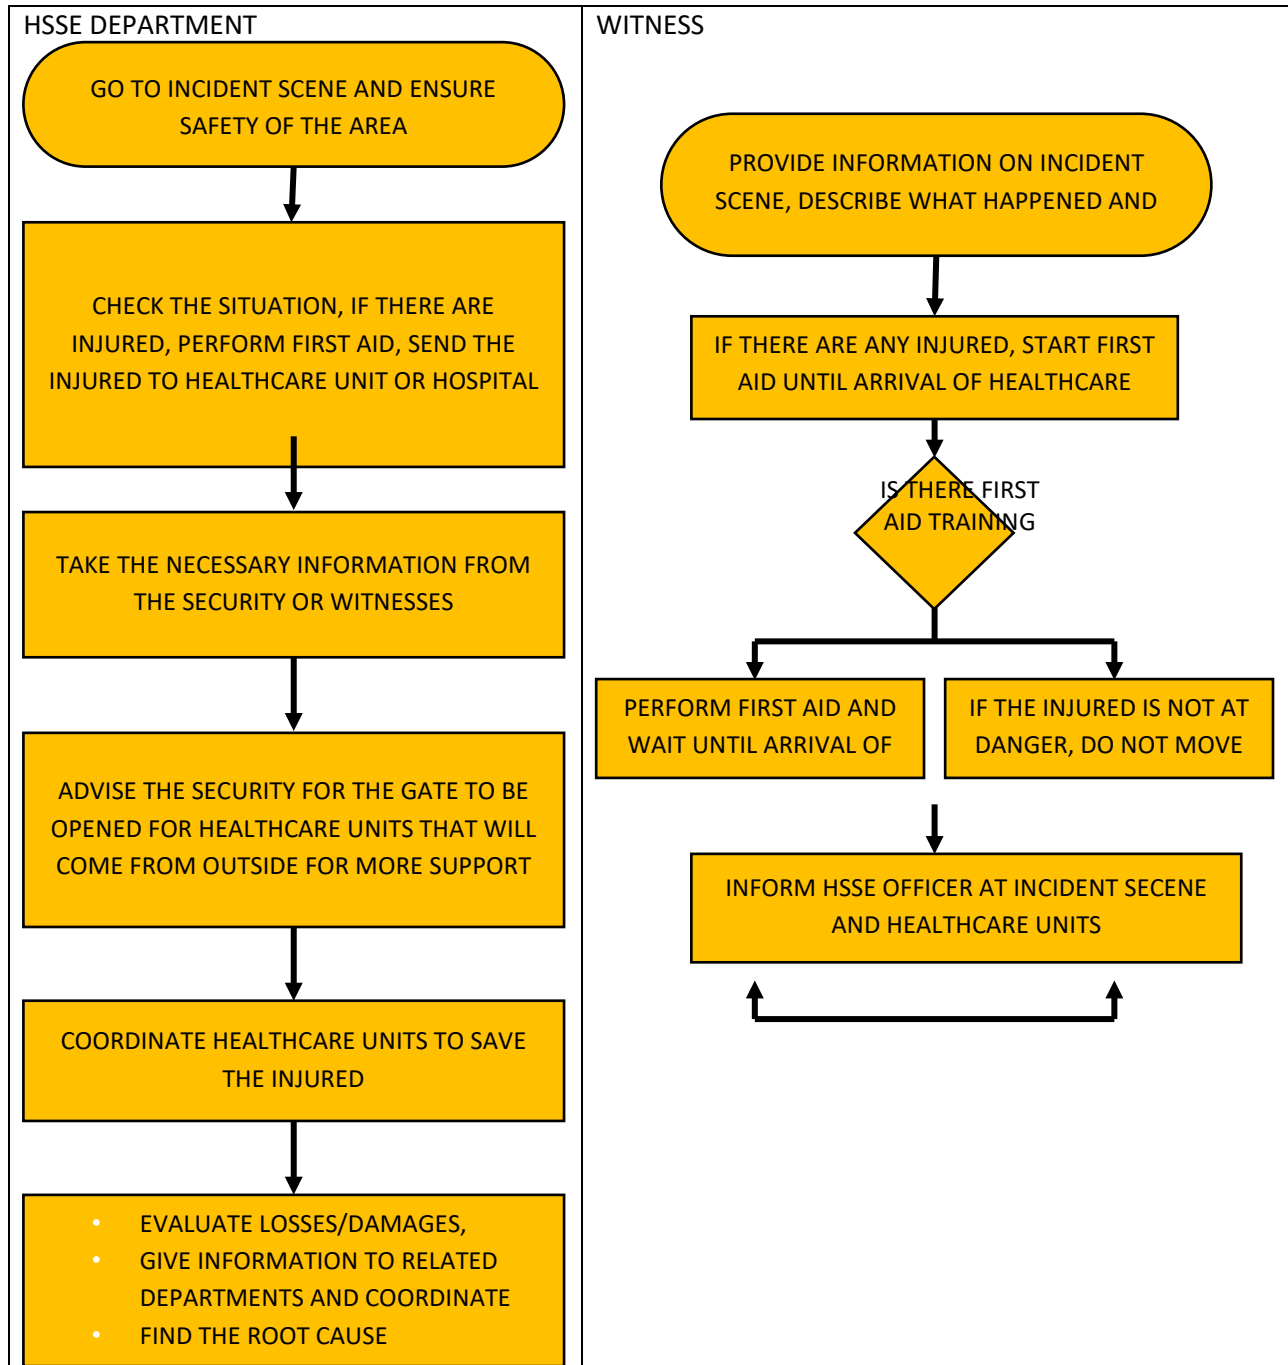 HSSE DEPARTMENT
GO TO INCIDENT SCENE AND ENSURE
SAFETY OF THE AREA
CHECK THE SITUATION, IF THERE ARE
INJURED, PERFORM FIRST AID, SEND THE
INJURED TO HEALTHCARE UNIT OR HOSPITAL
TAKE THE NECESSARY INFORMATION FROM
THE SECURITY OR WITNESSES
ADVISE THE SECURITY FOR THE GATE TO BE
OPENED FOR HEALTHCARE UNITS THAT WILL
COME FROM OUTSIDE FOR MORE SUPPORT
COORDINATE HEALTHCARE UNITS TO SAVE
THE INJURED
• EVALUATE LOSSES/DAMAGES,
• GIVE INFORMATION TO RELATED
DEPARTMENTS AND COORDINATE
• FIND THE ROOT CAUSE
WITNESS
PROVIDE INFORMATION ON INCIDENT
SCENE, DESCRIBE WHAT HAPPENED AND
IF THERE ARE ANY INJURED, START FIRST
AID UNTIL ARRIVAL OF HEALTHCARE
IS THERE FIRST
AID TRAINING
PERFORM FIRST AID AND
WAIT UNTIL ARRIVAL OF
IF THE INJURED IS NOT AT
DANGER, DO NOT MOVE
INFORM HSSE OFFICER AT INCIDENT SECENE
AND HEALTHCARE UNITS